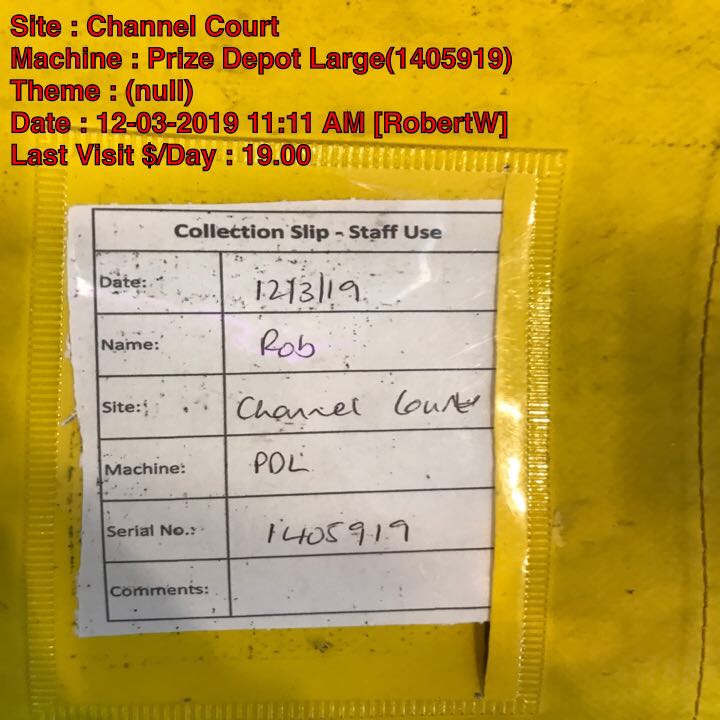 Site : Channel Court
Machine : Prize Depot Large(1405919)
Theme : (null)
Date : 12-03-2019 11:11 AM [RobertW]
Last Visit $/Day : 19.00
Collection Slip - Staff Use
Date: 12/3/19
Name: Rob
Site: Channel Court
Machine: PDL
Serial No.: 1405919
Comments: